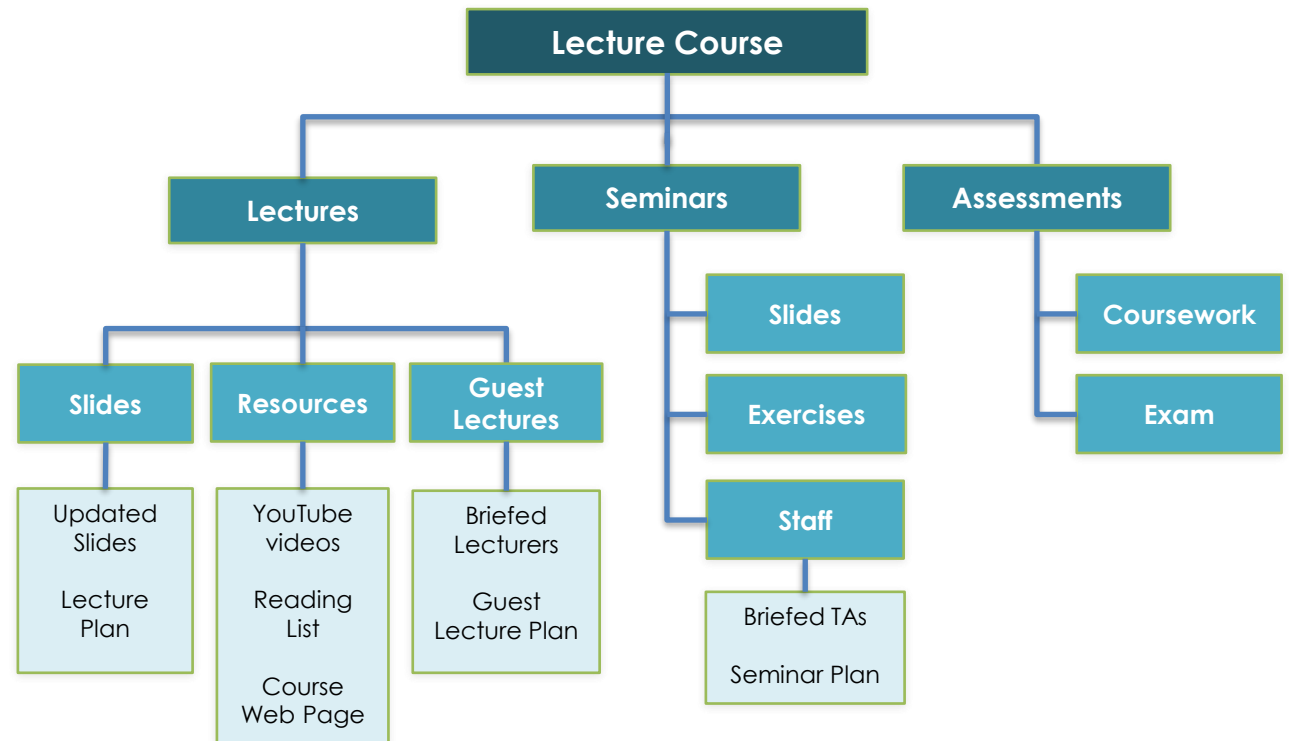 Lecture Course
Lectures
Seminars
Assessments
Slides
Resources
Guest
Lectures
Updated
Slides
Lecture
Plan
YouTube
videos
Reading
List
Course
Web Page
Briefed
Lecturers
Guest
Lecture Plan
Slides
Exercises
Staff
Briefed TAs
Seminar Plan
Coursework
Exam